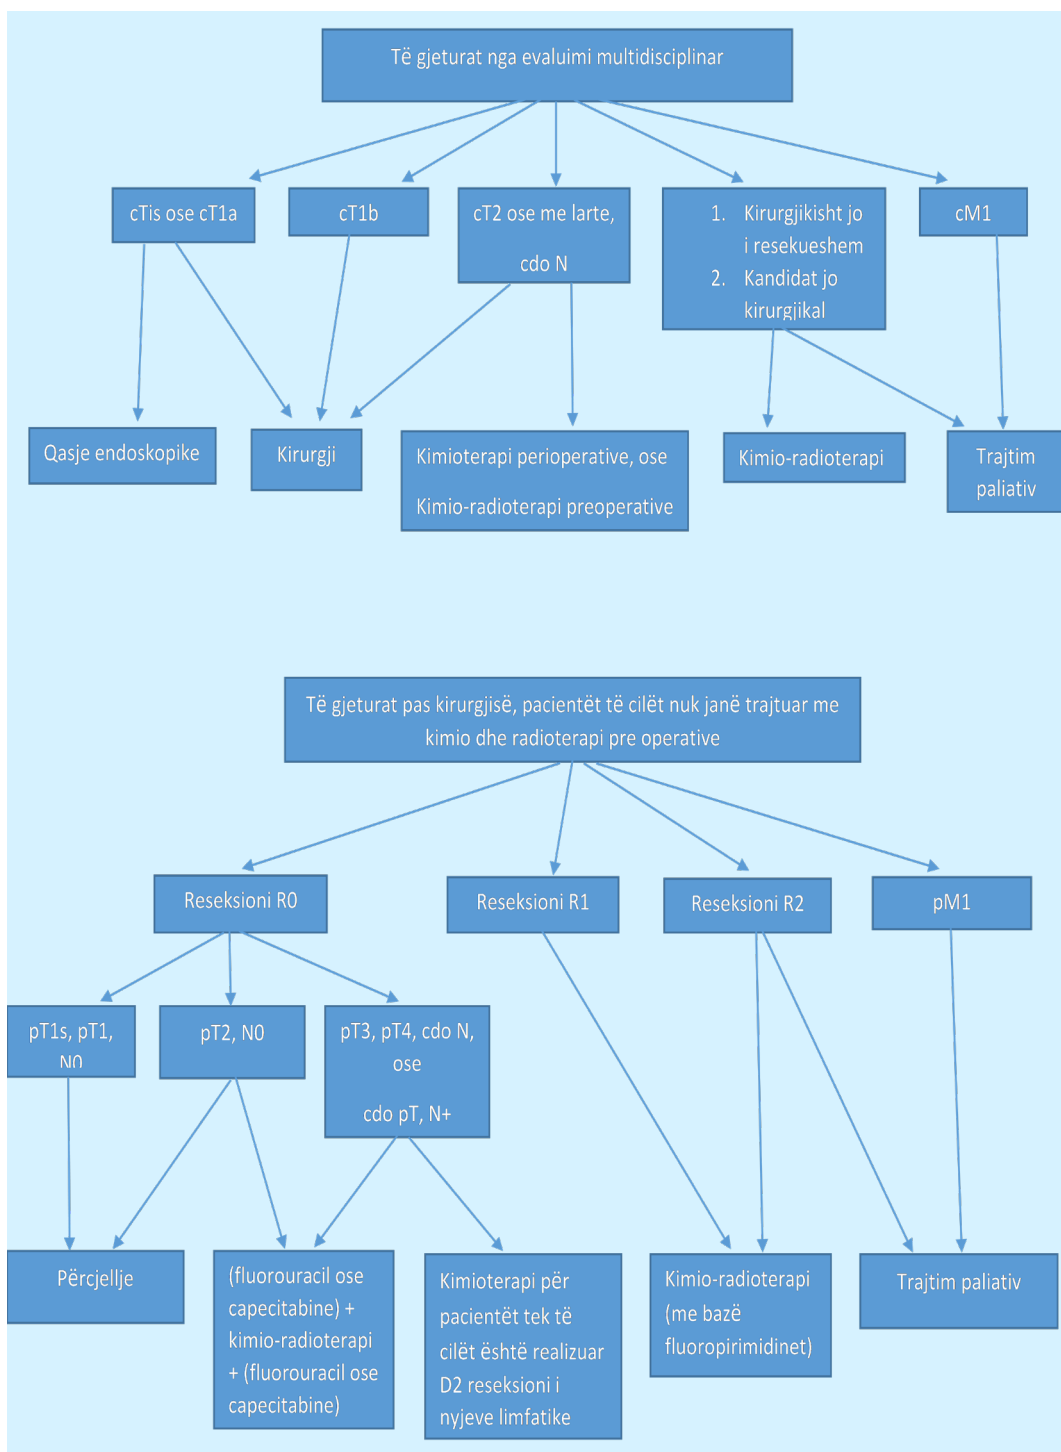 Të gjeturat nga evaluimi multidisciplinar
cTis ose cT1a
cT1b
cT2 ose me larte,
cdo N
1. Kirurgjikisht jo
i resekueshem
2. Kandidat jo
kirurgjikal
cM1
Qasje endoskopike
Kirurgji
Kimioterapi perioperative, ose
Kimio-radioterapi preoperative
Kimio-radioterapi
Trajtim
paliativ
Të gjeturat pas kirurgjisë, pacientët të cilët nuk janë trajtuar me
kimio dhe radioterapi pre operative
Reseksioni R0
Reseksioni R1
Reseksioni R2
pM1
pT1s, pT1,
N0
pT2, N0
pT3, pT4, cdo N,
ose
cdo pT, N+
Përcjellje
(fluorouracil ose
capecitabine) +
kimio-radioterapi
+ (fluorouracil ose
capecitabine)
Kimioterapi për
pacientët tek të
cilët është realizuar
D2 reseksioni i
nyjeve limfatike
Kimio-radioterapi
(me bazë
fluoropirimidinet)
Trajtim paliativ